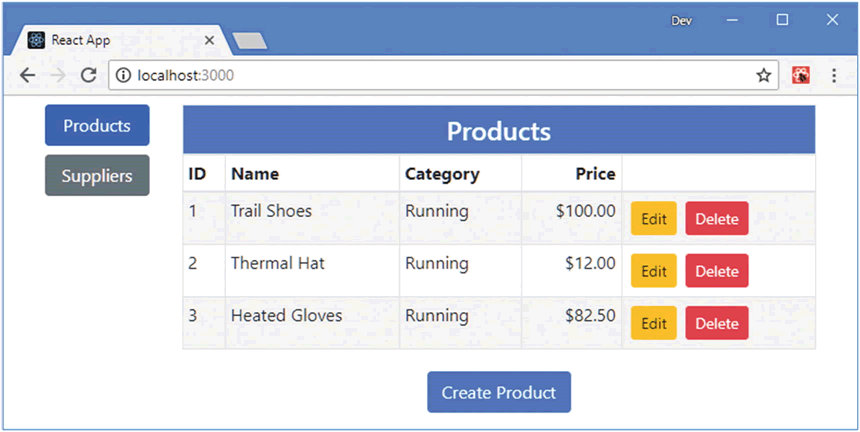 Dev
React App
localhost:3000
Products
Suppliers
Products
ID Name Category Price
1 Trail Shoes Running $100.00 Edit Delete
2 Thermal Hat Running $12.00 Edit Delete
3 Heated Gloves Running $82.50 Edit Delete
Create Product